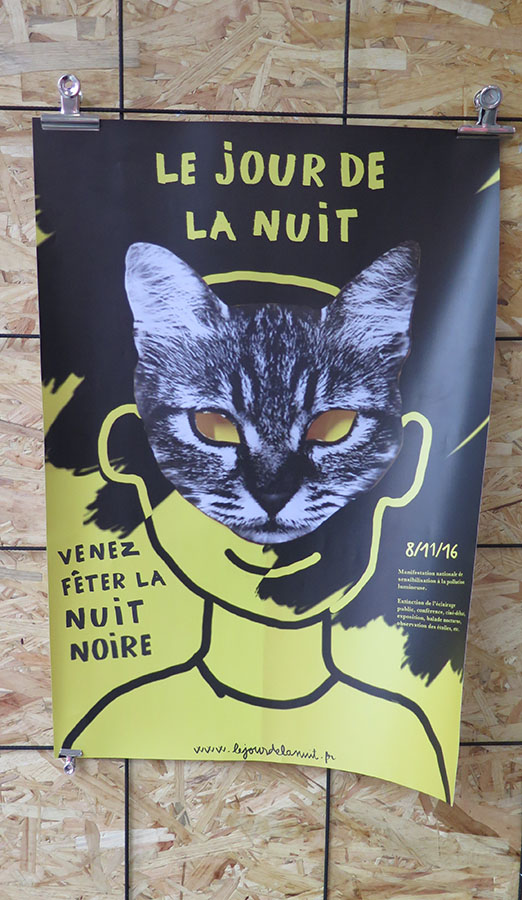 LE JOUR DE
LA NUIT
VENEZ
FÊTER LA
NUIT
NOIRE
8/11/16
Manifestation nationale de
sensibilisation à la pollution
lumineuse.
Extinction de l'éclairage
public, conférence, ciné-débat,
exposition, balade nocturne,
observation des étoiles, etc.
www.lejourdelanuit.fr